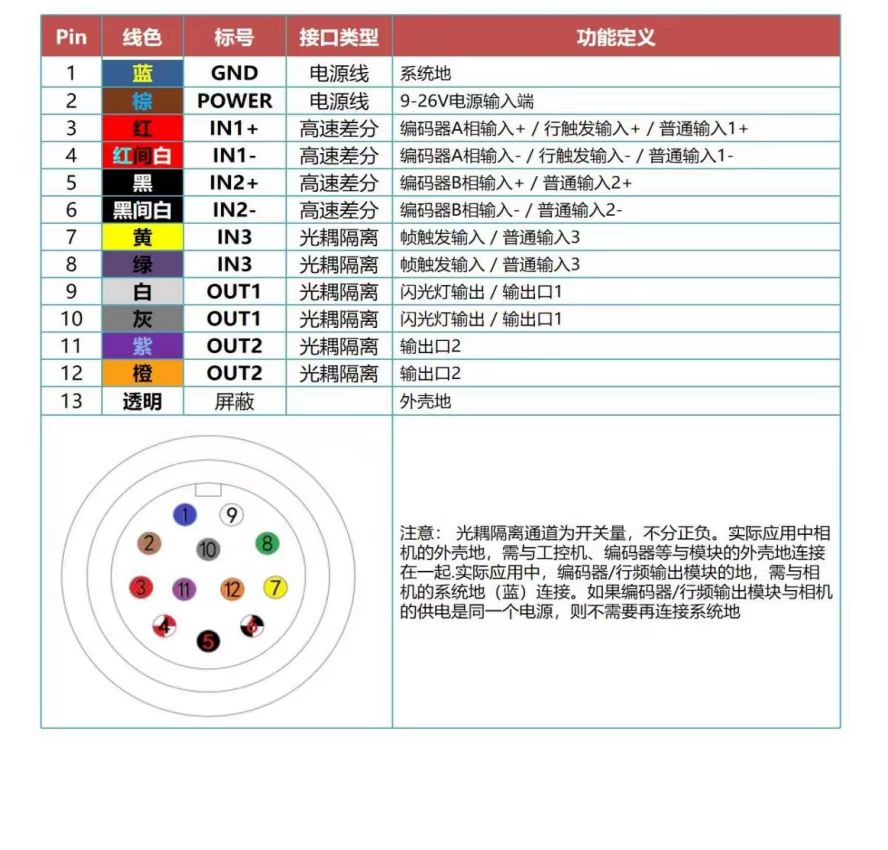 Pin 线色 标号 接口类型 功能定义
1 蓝 GND 电源线 系统地
2 棕 POWER 电源线 9-26V电源输入端
3 红 IN1+ 高速差分 编码器A相输入+ / 行触发输入+ / 普通输入1+
4 红间白 IN1- 高速差分 编码器A相输入- / 行触发输入- / 普通输入1-
5 黑 IN2+ 高速差分 编码器B相输入+ / 普通输入2+
6 黑间白 IN2- 高速差分 编码器B相输入- / 普通输入2-
7 黄 IN3 光耦隔离 帧触发输入 / 普通输入3
8 绿 IN3 光耦隔离 帧触发输入 / 普通输入3
9 白 OUT1 光耦隔离 闪光灯输出 / 输出口1
10 灰 OUT1 光耦隔离 闪光灯输出 / 输出口1
11 紫 OUT2 光耦隔离 输出口2
12 橙 OUT2 光耦隔离 输出口2
13 透明 屏蔽 外壳地
1 9
2 10 8
3 11 12 7
4 6
5
注意： 光耦隔离通道为开关量，不分正负。实际应用中相
机的外壳地，需与工控机、编码器等与模块的外壳地连接
在一起.实际应用中，编码器/行频输出模块的地，需与相
机的系统地（蓝）连接。如果编码器/行频输出模块与相机
的供电是同一个电源，则不需要再连接系统地